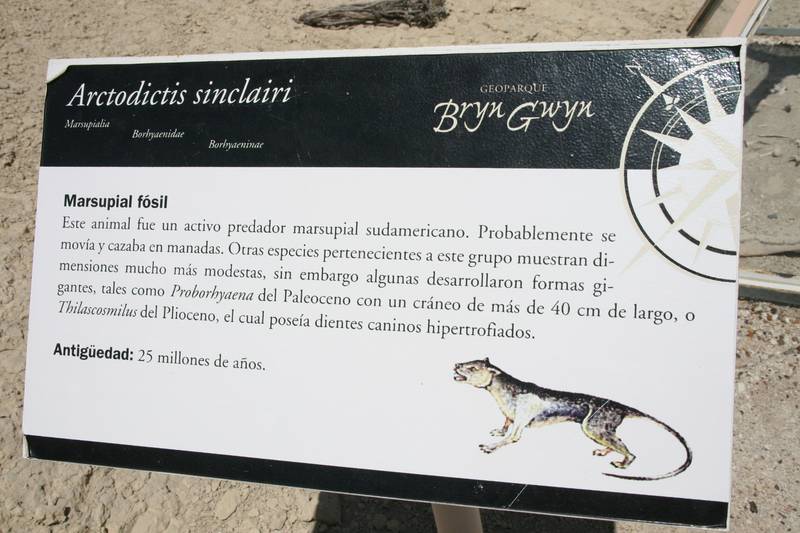 Arctodictis sinclairi
Marsupialia
Borhyaenidae
Borhyaeninae
GEOPARQUE
Bryn Gwyn
Marsupial fósil
Este animal fue un activo predador marsupial sudamericano. Probablemente se
movía y cazaba en manadas. Otras especies pertenecientes a este grupo muestran di-
mensiones mucho más modestas, sin embargo algunas desarrollaron formas gi-
gantes, tales como Proborhyaena del Paleoceno con un cráneo de más de 40 cm de largo, o
Thilascosmilus del Plioceno, el cual poseía dientes caninos hipertrofiados.
Antigüedad: 25 millones de años.